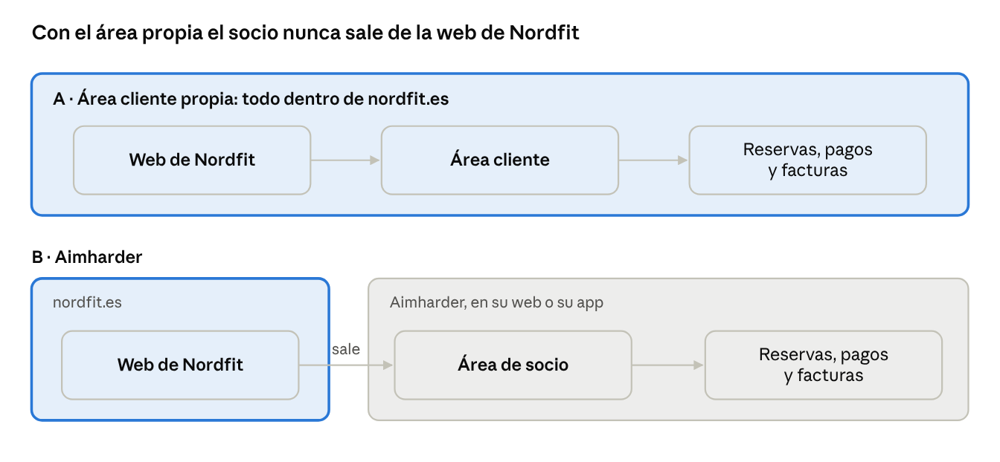 Con el área propia el socio nunca sale de la web de Nordfit
A · Área cliente propia: todo dentro de nordfit.es
Web de Nordfit
Área cliente
Reservas, pagos
y facturas
B · Aimharder
nordfit.es
Web de Nordfit
sale
Aimharder, en su web o su app
Área de socio
Reservas, pagos
y facturas